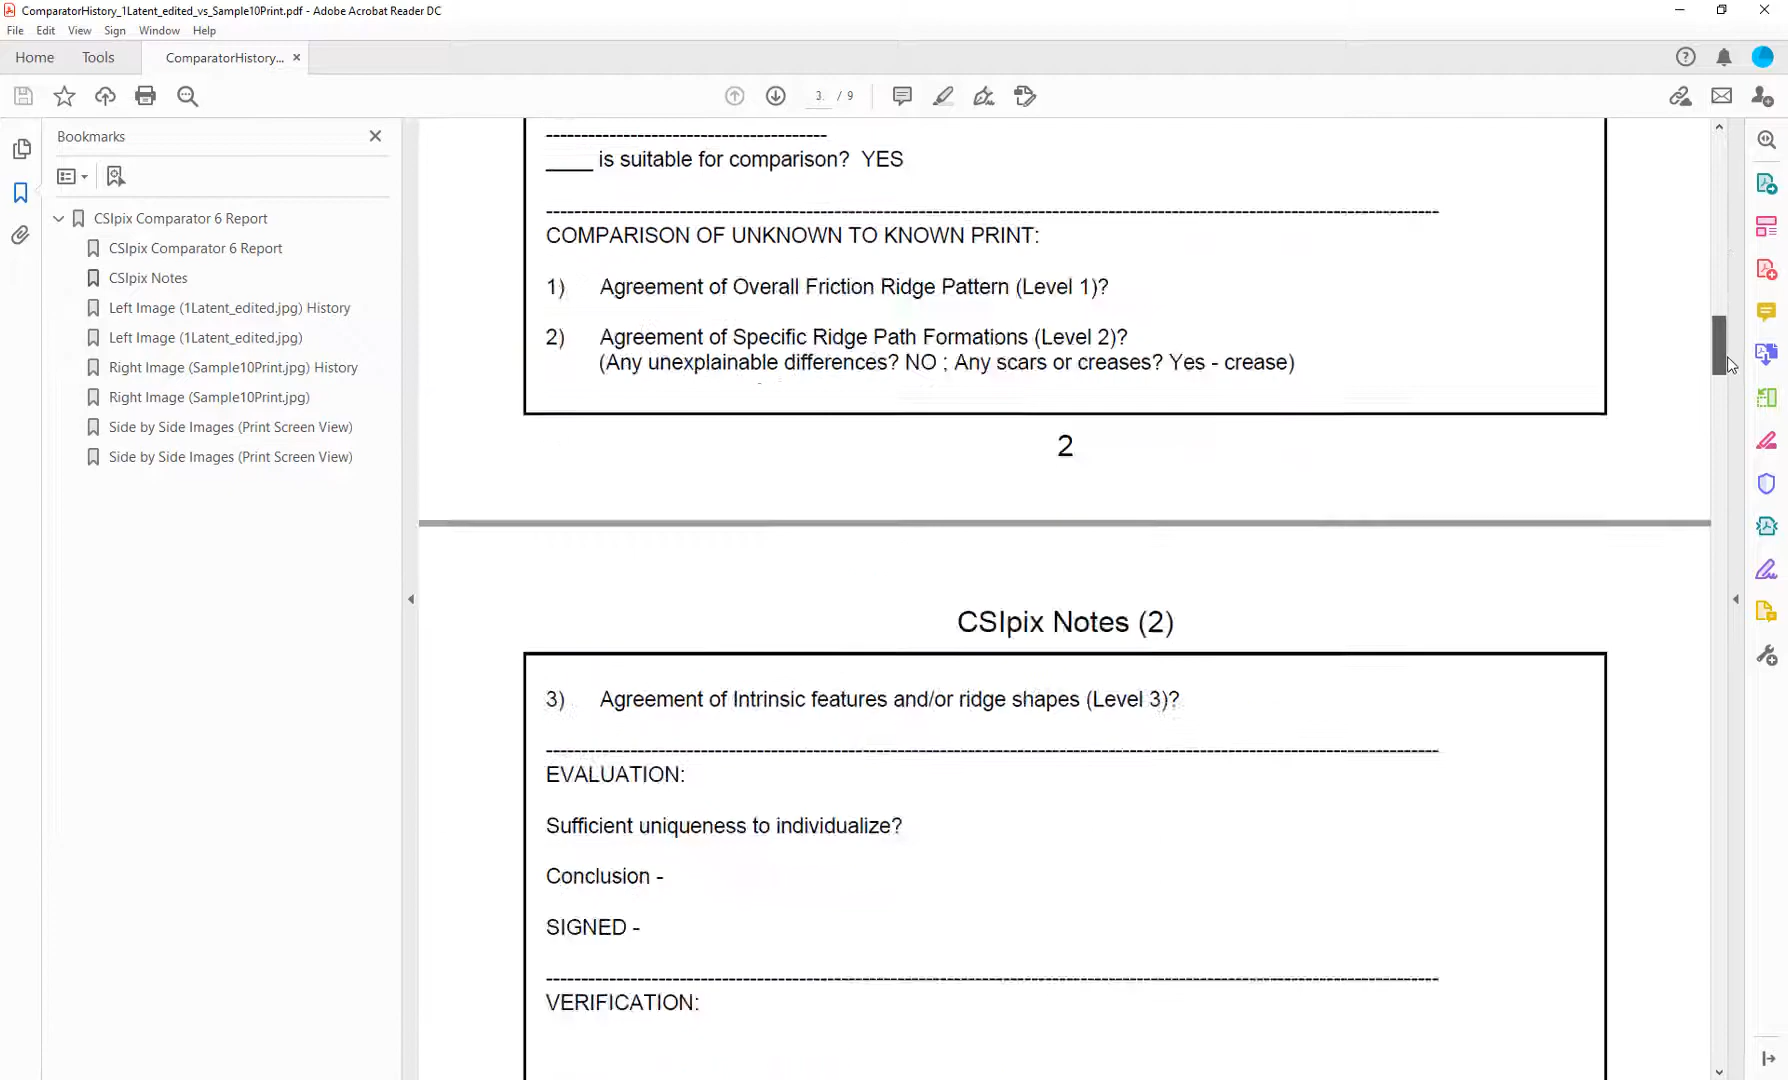 ComparatorHistory_1Latent_edited_vs_Sample10Print.pdf - Adobe Acrobat Reader DC
File Edit View Sign Window Help
Home Tools ComparatorHistory... ×
3 / 9
Bookmarks
CSIpix Comparator 6 Report
CSIpix Comparator 6 Report
CSIpix Notes
Left Image (1Latent_edited.jpg) History
Left Image (1Latent_edited.jpg)
Right Image (Sample10Print.jpg) History
Right Image (Sample10Print.jpg)
Side by Side Images (Print Screen View)
Side by Side Images (Print Screen View)
____ is suitable for comparison? YES
COMPARISON OF UNKNOWN TO KNOWN PRINT:
1) Agreement of Overall Friction Ridge Pattern (Level 1)?
2) Agreement of Specific Ridge Path Formations (Level 2)?
(Any unexplainable differences? NO ; Any scars or creases? Yes - crease)
2
CSIpix Notes (2)
3) Agreement of Intrinsic features and/or ridge shapes (Level 3)?
EVALUATION:
Sufficient uniqueness to individualize?
Conclusion -
SIGNED -
VERIFICATION: